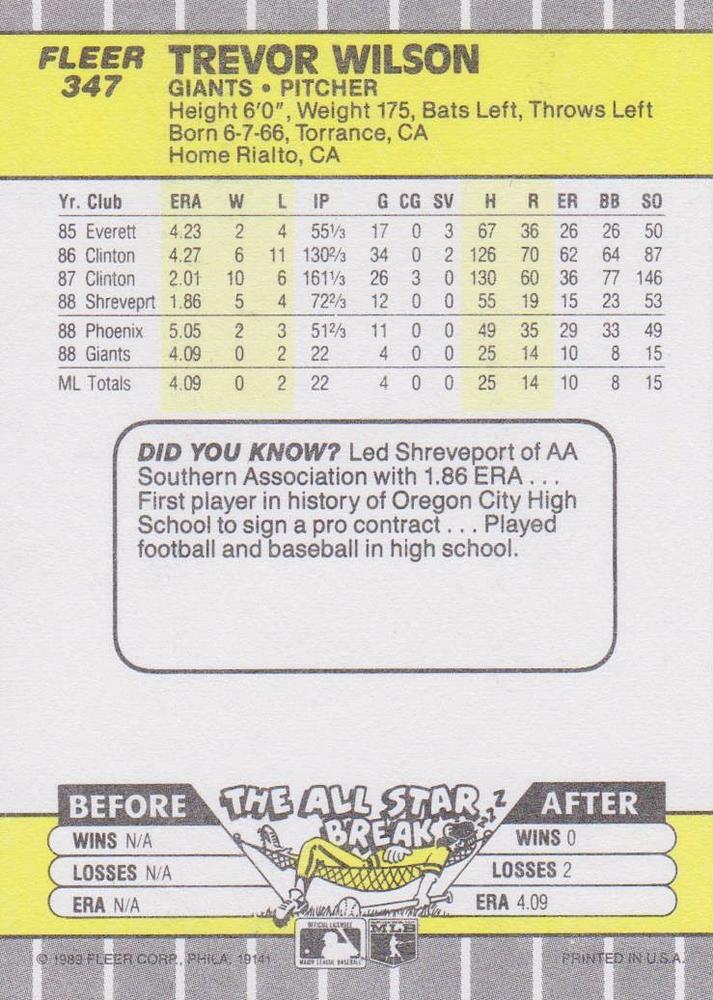 FLEER
347
TREVOR WILSON
GIANTS • PITCHER
Height 6'0", Weight 175, Bats Left, Throws Left
Born 6-7-66, Torrance, CA
Home Rialto, CA
Yr. Club ERA W L IP G CG SV H R ER BB SO
85 Everett 4.23 2 4 55⅓ 17 0 3 67 36 26 26 50
86 Clinton 4.27 6 11 130⅔ 34 0 2 126 70 62 64 87
87 Clinton 2.01 10 6 161⅓ 26 3 0 130 60 36 77 146
88 Shreveprt 1.86 5 4 72⅔ 12 0 0 55 19 15 23 53
88 Phoenix 5.05 2 3 51⅔ 11 0 0 49 35 29 33 49
88 Giants 4.09 0 2 22 4 0 0 25 14 10 8 15
ML Totals 4.09 0 2 22 4 0 0 25 14 10 8 15
DID YOU KNOW? Led Shreveport of AA
Southern Association with 1.86 ERA . . .
First player in history of Oregon City High
School to sign a pro contract . . . Played
football and baseball in high school.
THE ALL STAR
BREAK
zzZ
BEFORE
WINS N/A
LOSSES N/A
ERA N/A
AFTER
WINS 0
LOSSES 2
ERA 4.09
OFFICIAL LICENSEE
MAJOR LEAGUE BASEBALL
MLB
© 1989 FLEER CORP., PHILA. 19141
PRINTED IN U.S.A.